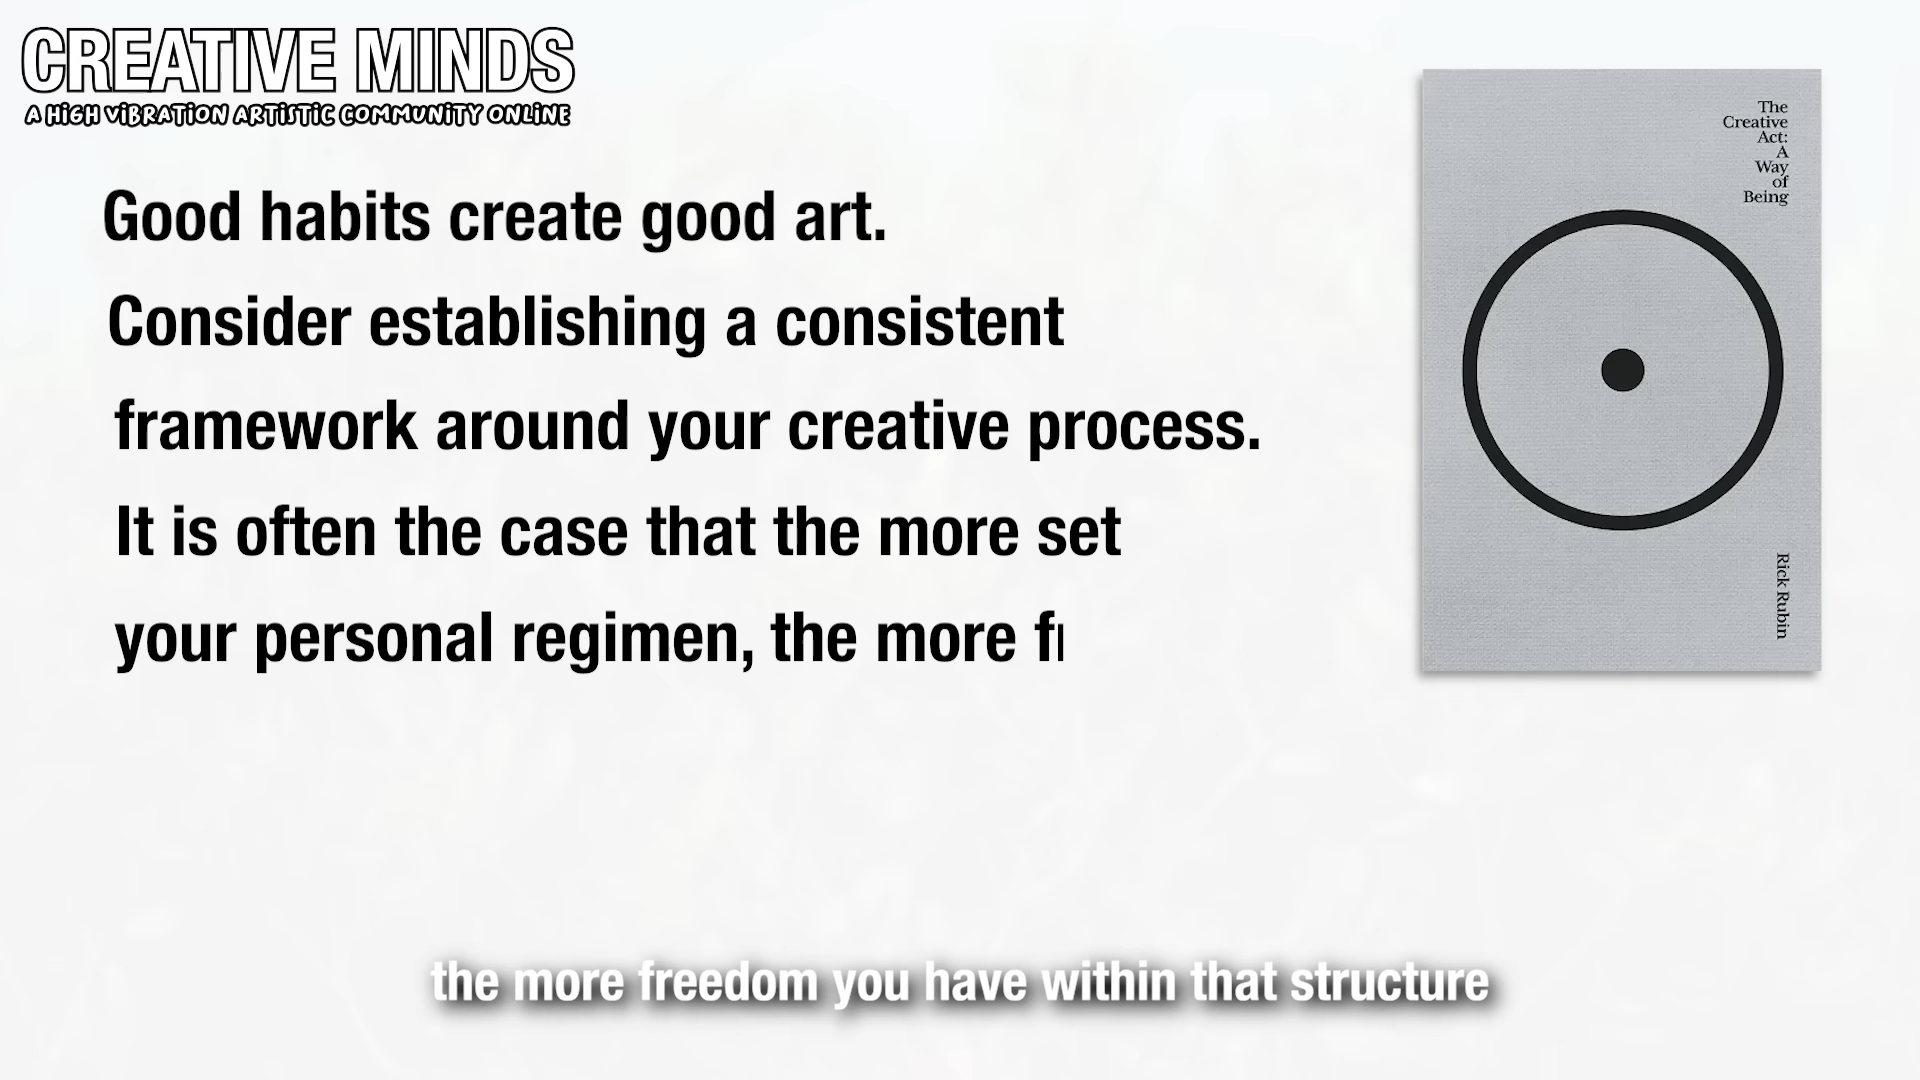 CREATIVE MINDS
A HIGH VIBRATION ARTISTIC COMMUNITY ONLINE
Good habits create good art.
Consider establishing a consistent
framework around your creative process.
It is often the case that the more set
your personal regimen, the more
The
Creative
Act:
A
Way
of
Being
Rick Rubin
the more freedom you have within that structure